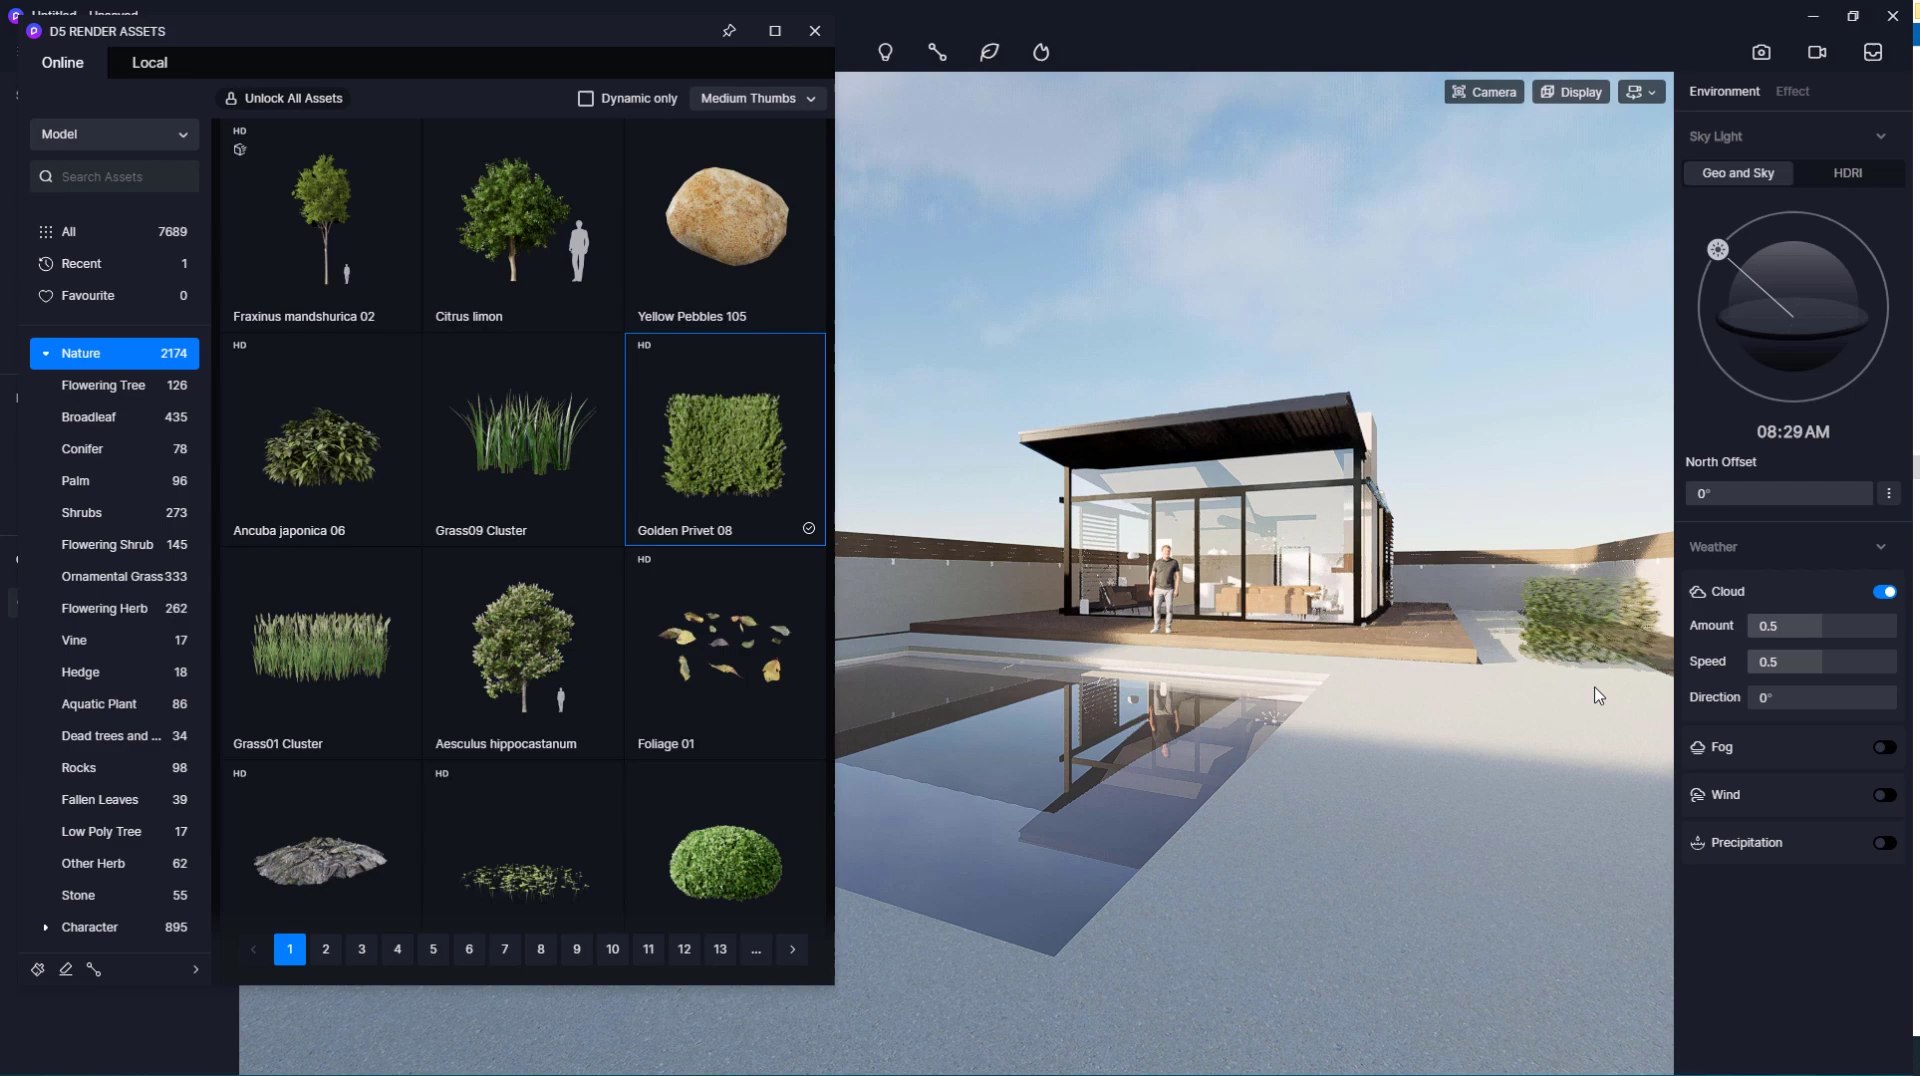 Untitled - Unsaved
D5 RENDER ASSETS
Online
Local
Unlock All Assets
Dynamic only
Medium Thumbs
Model
Search Assets
All 7689
Recent 1
Favourite 0
Nature 2174
Flowering Tree 126
Broadleaf 435
Conifer 78
Palm 96
Shrubs 273
Flowering Shrub 145
Ornamental Grass 333
Flowering Herb 262
Vine 17
Hedge 18
Aquatic Plant 86
Dead trees and ... 34
Rocks 98
Fallen Leaves 39
Low Poly Tree 17
Other Herb 62
Stone 55
Character 895
HD
Fraxinus mandshurica 02
Citrus limon
Yellow Pebbles 105
HD
HD
Ancuba japonica 06
Grass09 Cluster
Golden Privet 08
HD
Grass01 Cluster
Aesculus hippocastanum
Foliage 01
HD
HD
1 2 3 4 5 6 7 8 9 10 11 12 13 ...
Camera
Display
Environment
Effect
Sky Light
Geo and Sky
HDRI
08:29 AM
North Offset
0°
Weather
Cloud
Amount 0.5
Speed 0.5
Direction 0°
Fog
Wind
Precipitation